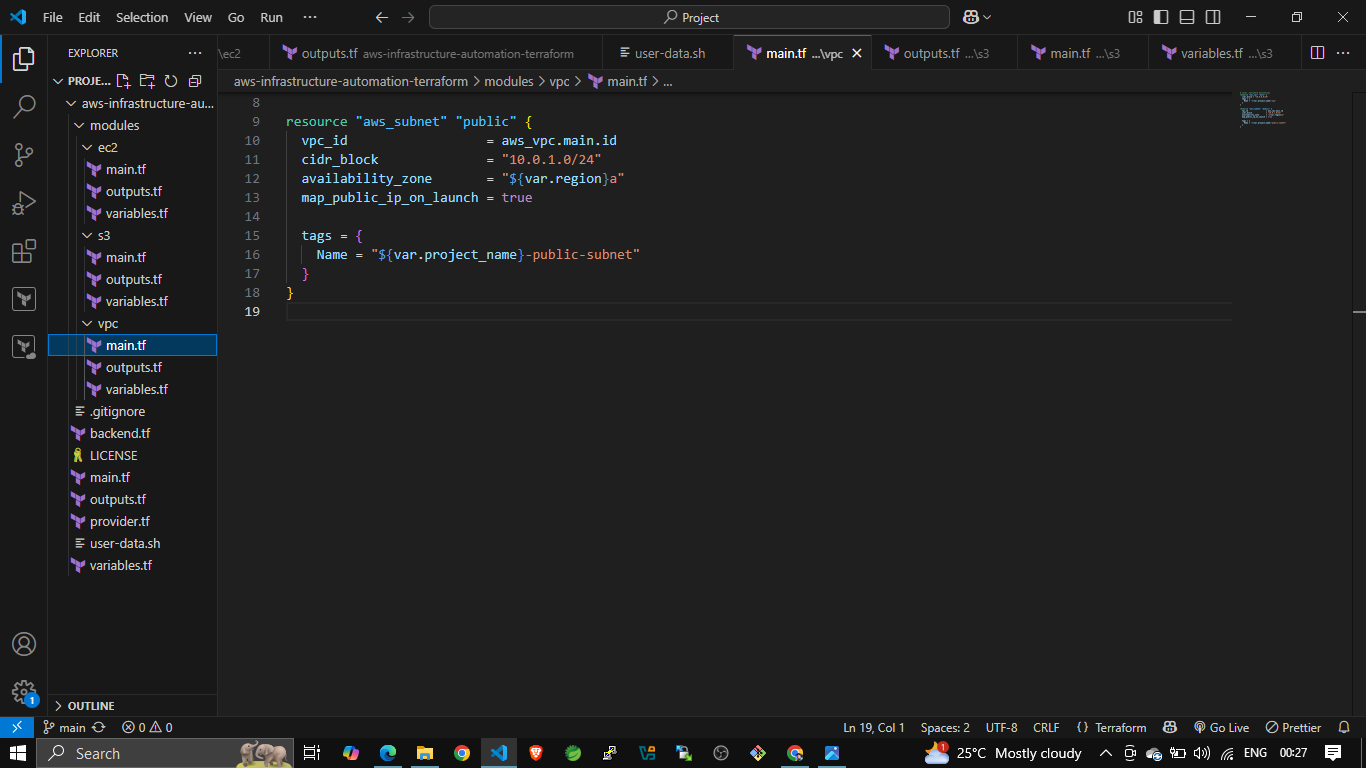 File Edit Selection View Go Run ··· Project
EXPLORER ···
\ec2 outputs.tf aws-infrastructure-automation-terraform user-data.sh main.tf ...\vpc outputs.tf ...\s3 main.tf ...\s3 variables.tf ...\s3 ···
PROJE...
aws-infrastructure-automation-terraform > modules > vpc > main.tf > ...
aws-infrastructure-au...
modules
ec2
main.tf
outputs.tf
variables.tf
s3
main.tf
outputs.tf
variables.tf
vpc
main.tf
outputs.tf
variables.tf
.gitignore
backend.tf
LICENSE
main.tf
outputs.tf
provider.tf
user-data.sh
variables.tf
OUTLINE
1
8
9 resource "aws_subnet" "public" {
10 vpc_id = aws_vpc.main.id
11 cidr_block = "10.0.1.0/24"
12 availability_zone = "${var.region}a"
13 map_public_ip_on_launch = true
14
15 tags = {
16 Name = "${var.project_name}-public-subnet"
17 }
18 }
19
main 0 0 Ln 19, Col 1 Spaces: 2 UTF-8 CRLF {} Terraform Go Live Prettier
Search 1 25°C Mostly cloudy ENG 00:27